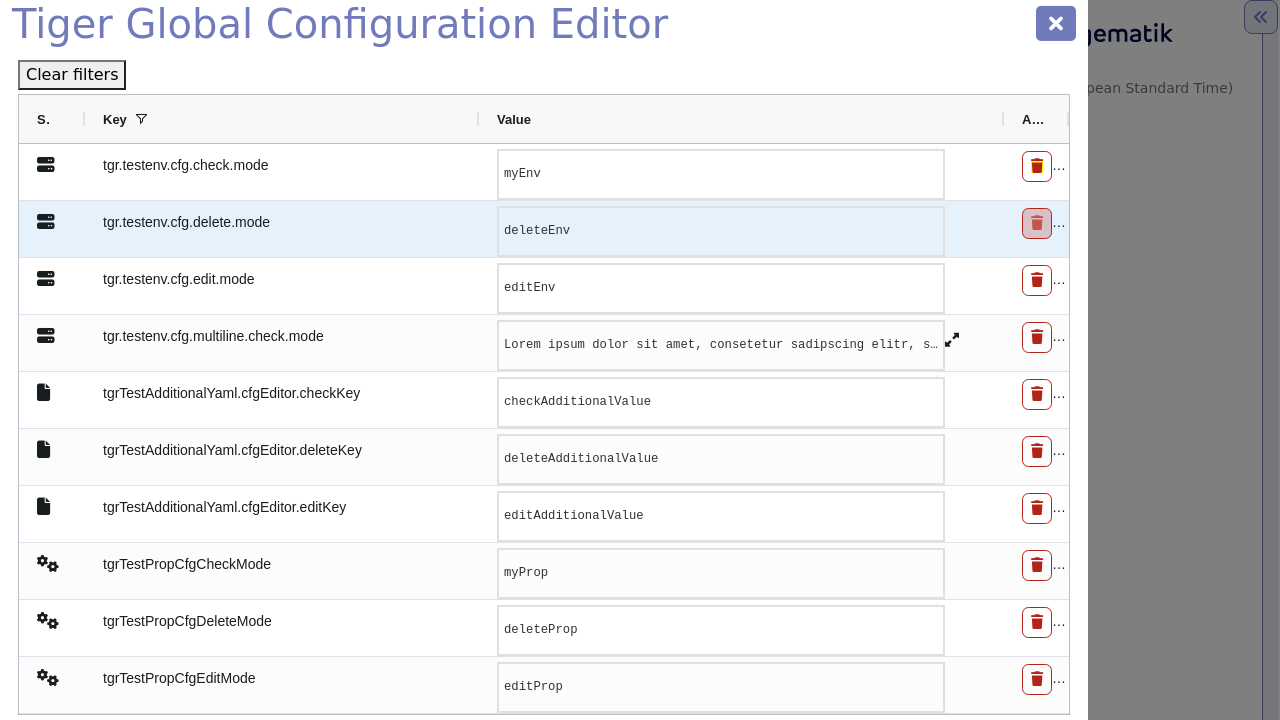 Tiger Global Configuration Editor
gematik
Clear filters
pean Standard Time)
S.
Key
Value
A...
tgr.testenv.cfg.check.mode
myEnv
...
tgr.testenv.cfg.delete.mode
deleteEnv
...
tgr.testenv.cfg.edit.mode
editEnv
...
tgr.testenv.cfg.multiline.check.mode
Lorem ipsum dolor sit amet, consetetur sadipscing elitr, s…
...
tgrTestAdditionalYaml.cfgEditor.checkKey
checkAdditionalValue
...
tgrTestAdditionalYaml.cfgEditor.deleteKey
deleteAdditionalValue
...
tgrTestAdditionalYaml.cfgEditor.editKey
editAdditionalValue
...
tgrTestPropCfgCheckMode
myProp
...
tgrTestPropCfgDeleteMode
deleteProp
...
tgrTestPropCfgEditMode
editProp
...